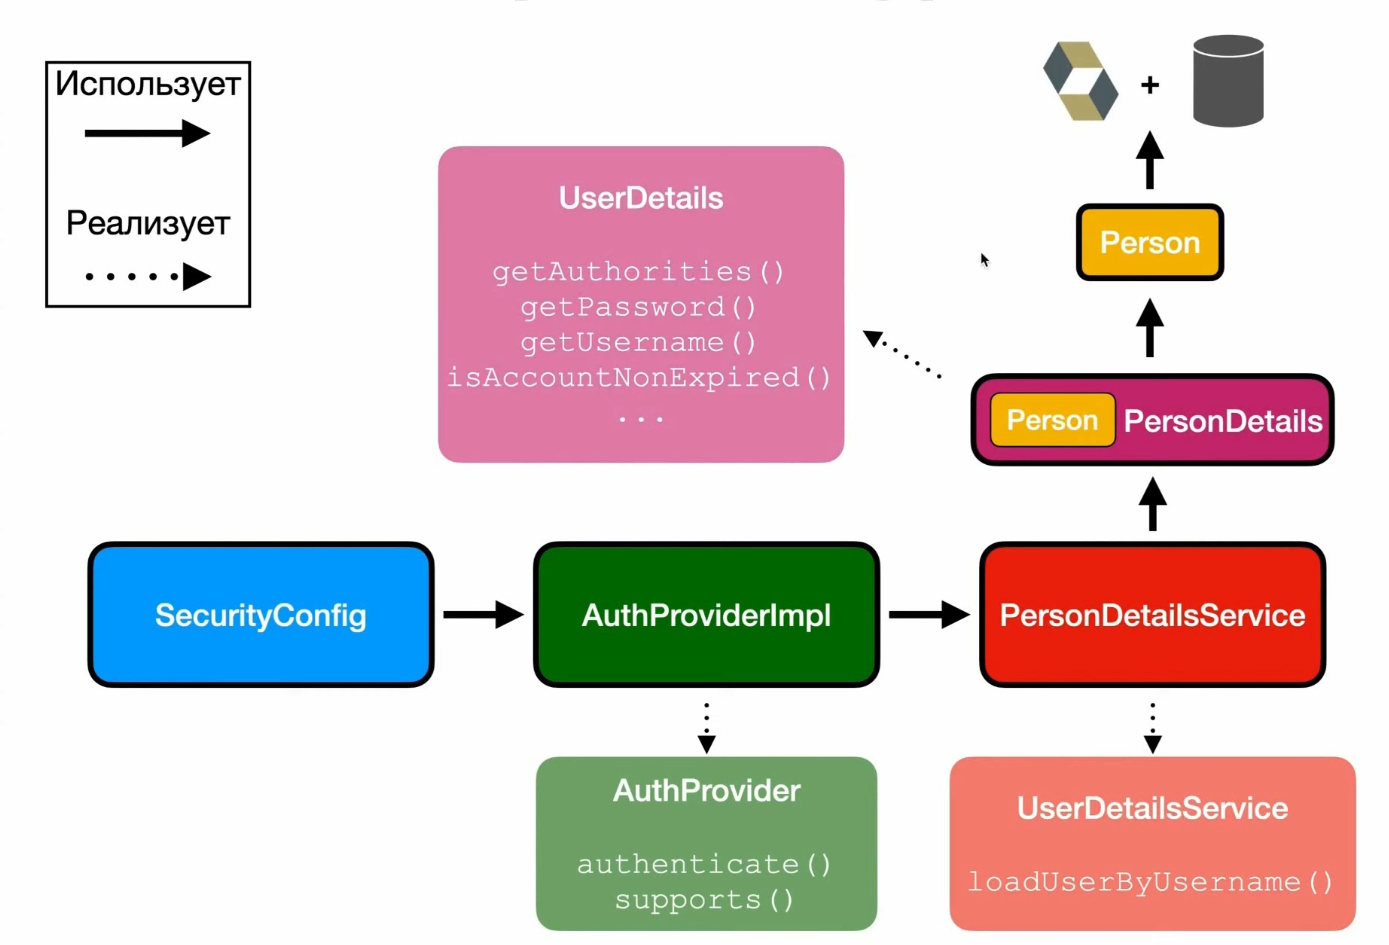 Использует
Реализует
UserDetails
getAuthorities()
getPassword()
getUsername()
isAccountNonExpired()
...
+
Person
Person PersonDetails
SecurityConfig
AuthProviderImpl
PersonDetailsService
AuthProvider
authenticate()
supports()
UserDetailsService
loadUserByUsername()